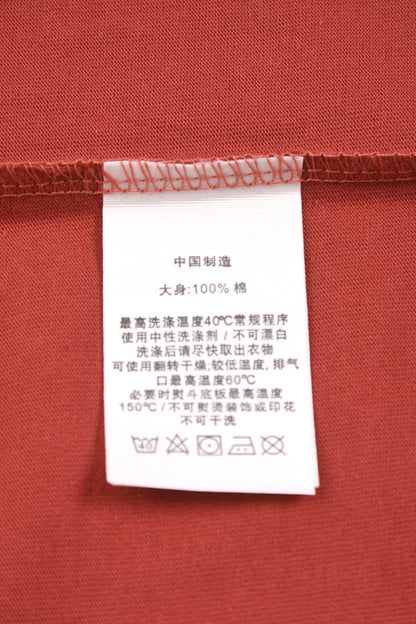 中国制造
大身:100% 棉
最高洗涤温度40℃常规程序
使用中性洗涤剂 / 不可漂白
洗涤后请尽快取出衣物
可使用翻转干燥;较低温度, 排气
口最高温度60℃
必要时熨斗底板最高温度
150℃ / 不可熨烫装饰或印花
不可干洗
40